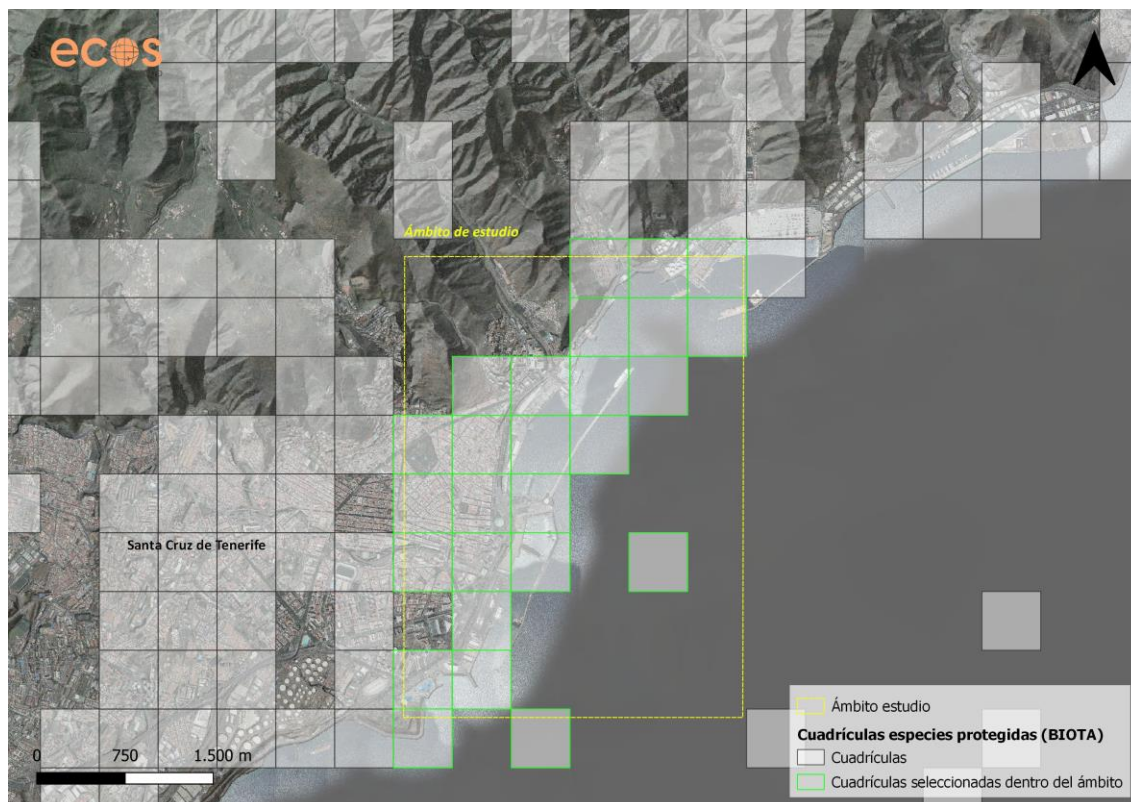 ecos
Ámbito de estudio
Santa Cruz de Tenerife
0 750 1.500 m
Ámbito estudio
Cuadrículas especies protegidas (BIOTA)
Cuadrículas
Cuadrículas seleccionadas dentro del ámbito